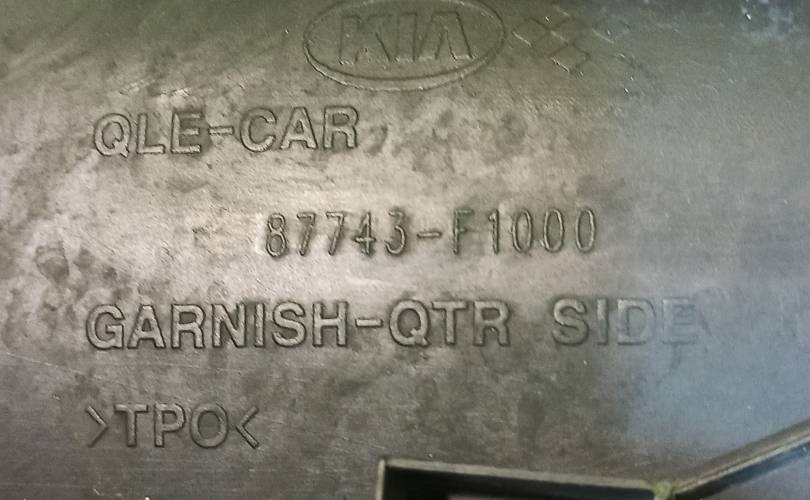 KIA
QLE-CAR
87743-F1000
GARNISH-QTR SIDE
>TPO<